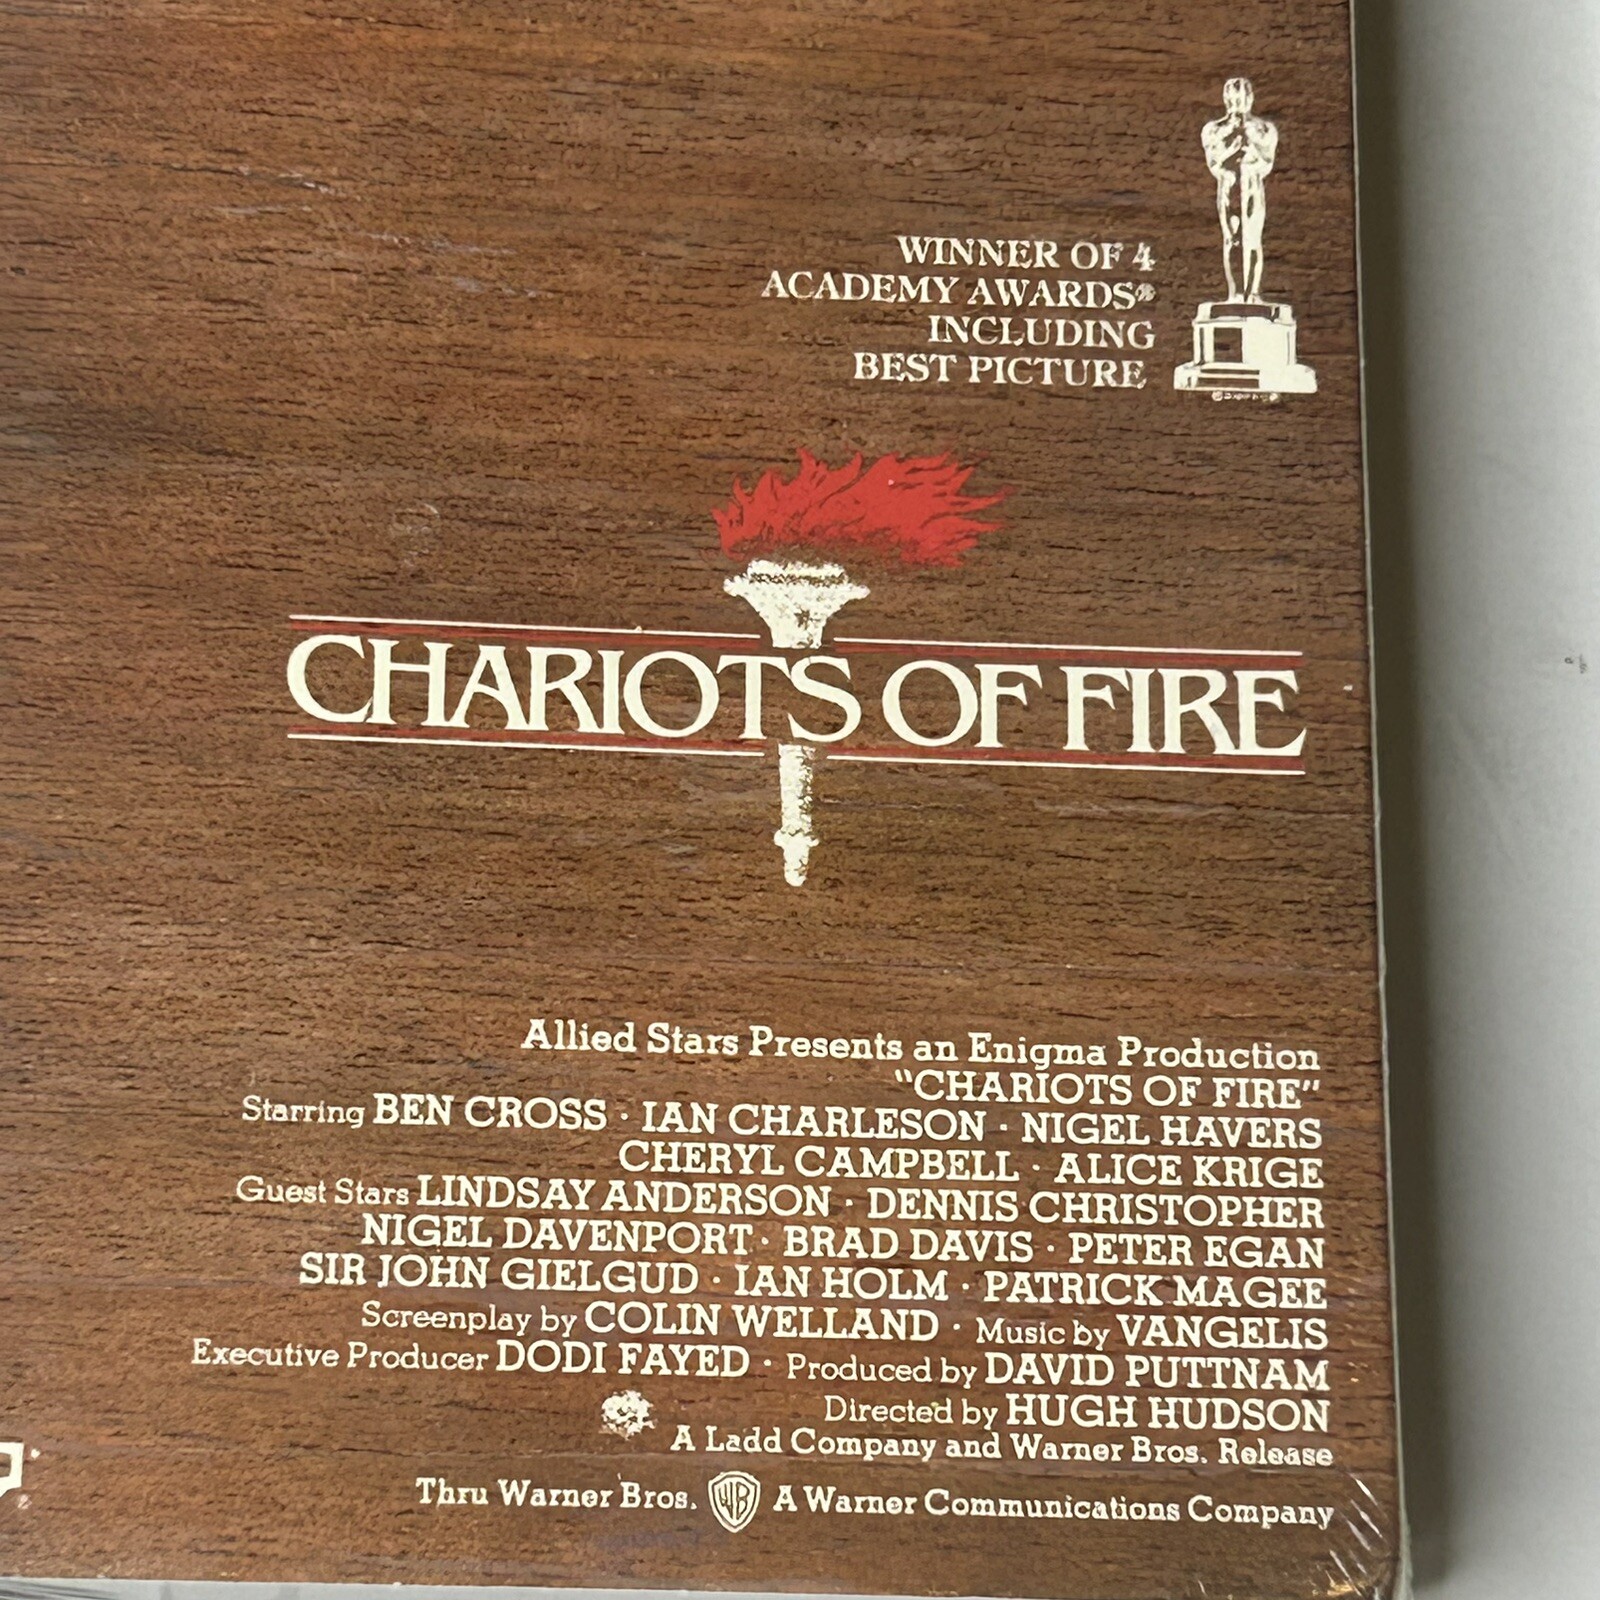 WINNER OF 4
ACADEMY AWARDS®
INCLUDING
BEST PICTURE
CHARIOTS OF FIRE
Allied Stars Presents an Enigma Production
"CHARIOTS OF FIRE"
Starring BEN CROSS · IAN CHARLESON · NIGEL HAVERS
CHERYL CAMPBELL · ALICE KRIGE
Guest Stars LINDSAY ANDERSON · DENNIS CHRISTOPHER
NIGEL DAVENPORT · BRAD DAVIS · PETER EGAN
SIR JOHN GIELGUD · IAN HOLM · PATRICK MAGEE
Screenplay by COLIN WELLAND · Music by VANGELIS
Executive Producer DODI FAYED · Produced by DAVID PUTTNAM
Directed by HUGH HUDSON
A Ladd Company and Warner Bros. Release
Thru Warner Bros. WB A Warner Communications Company